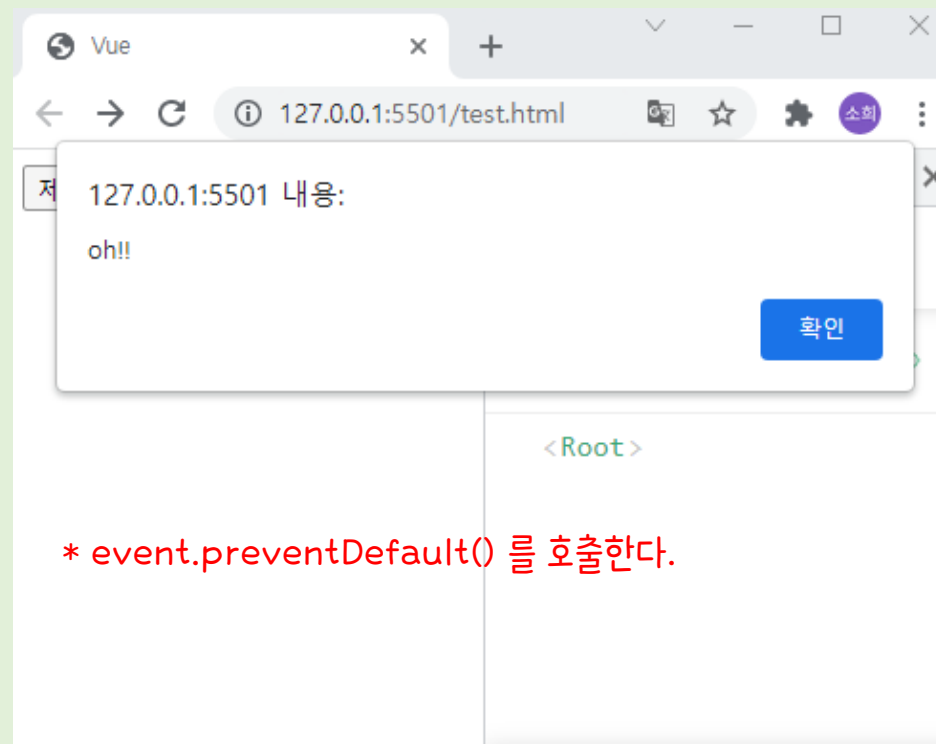 Vue
127.0.0.1:5501/test.html
소희
제
127.0.0.1:5501 내용:
oh!!
확인
<Root>
* event.preventDefault() 를 호출한다.